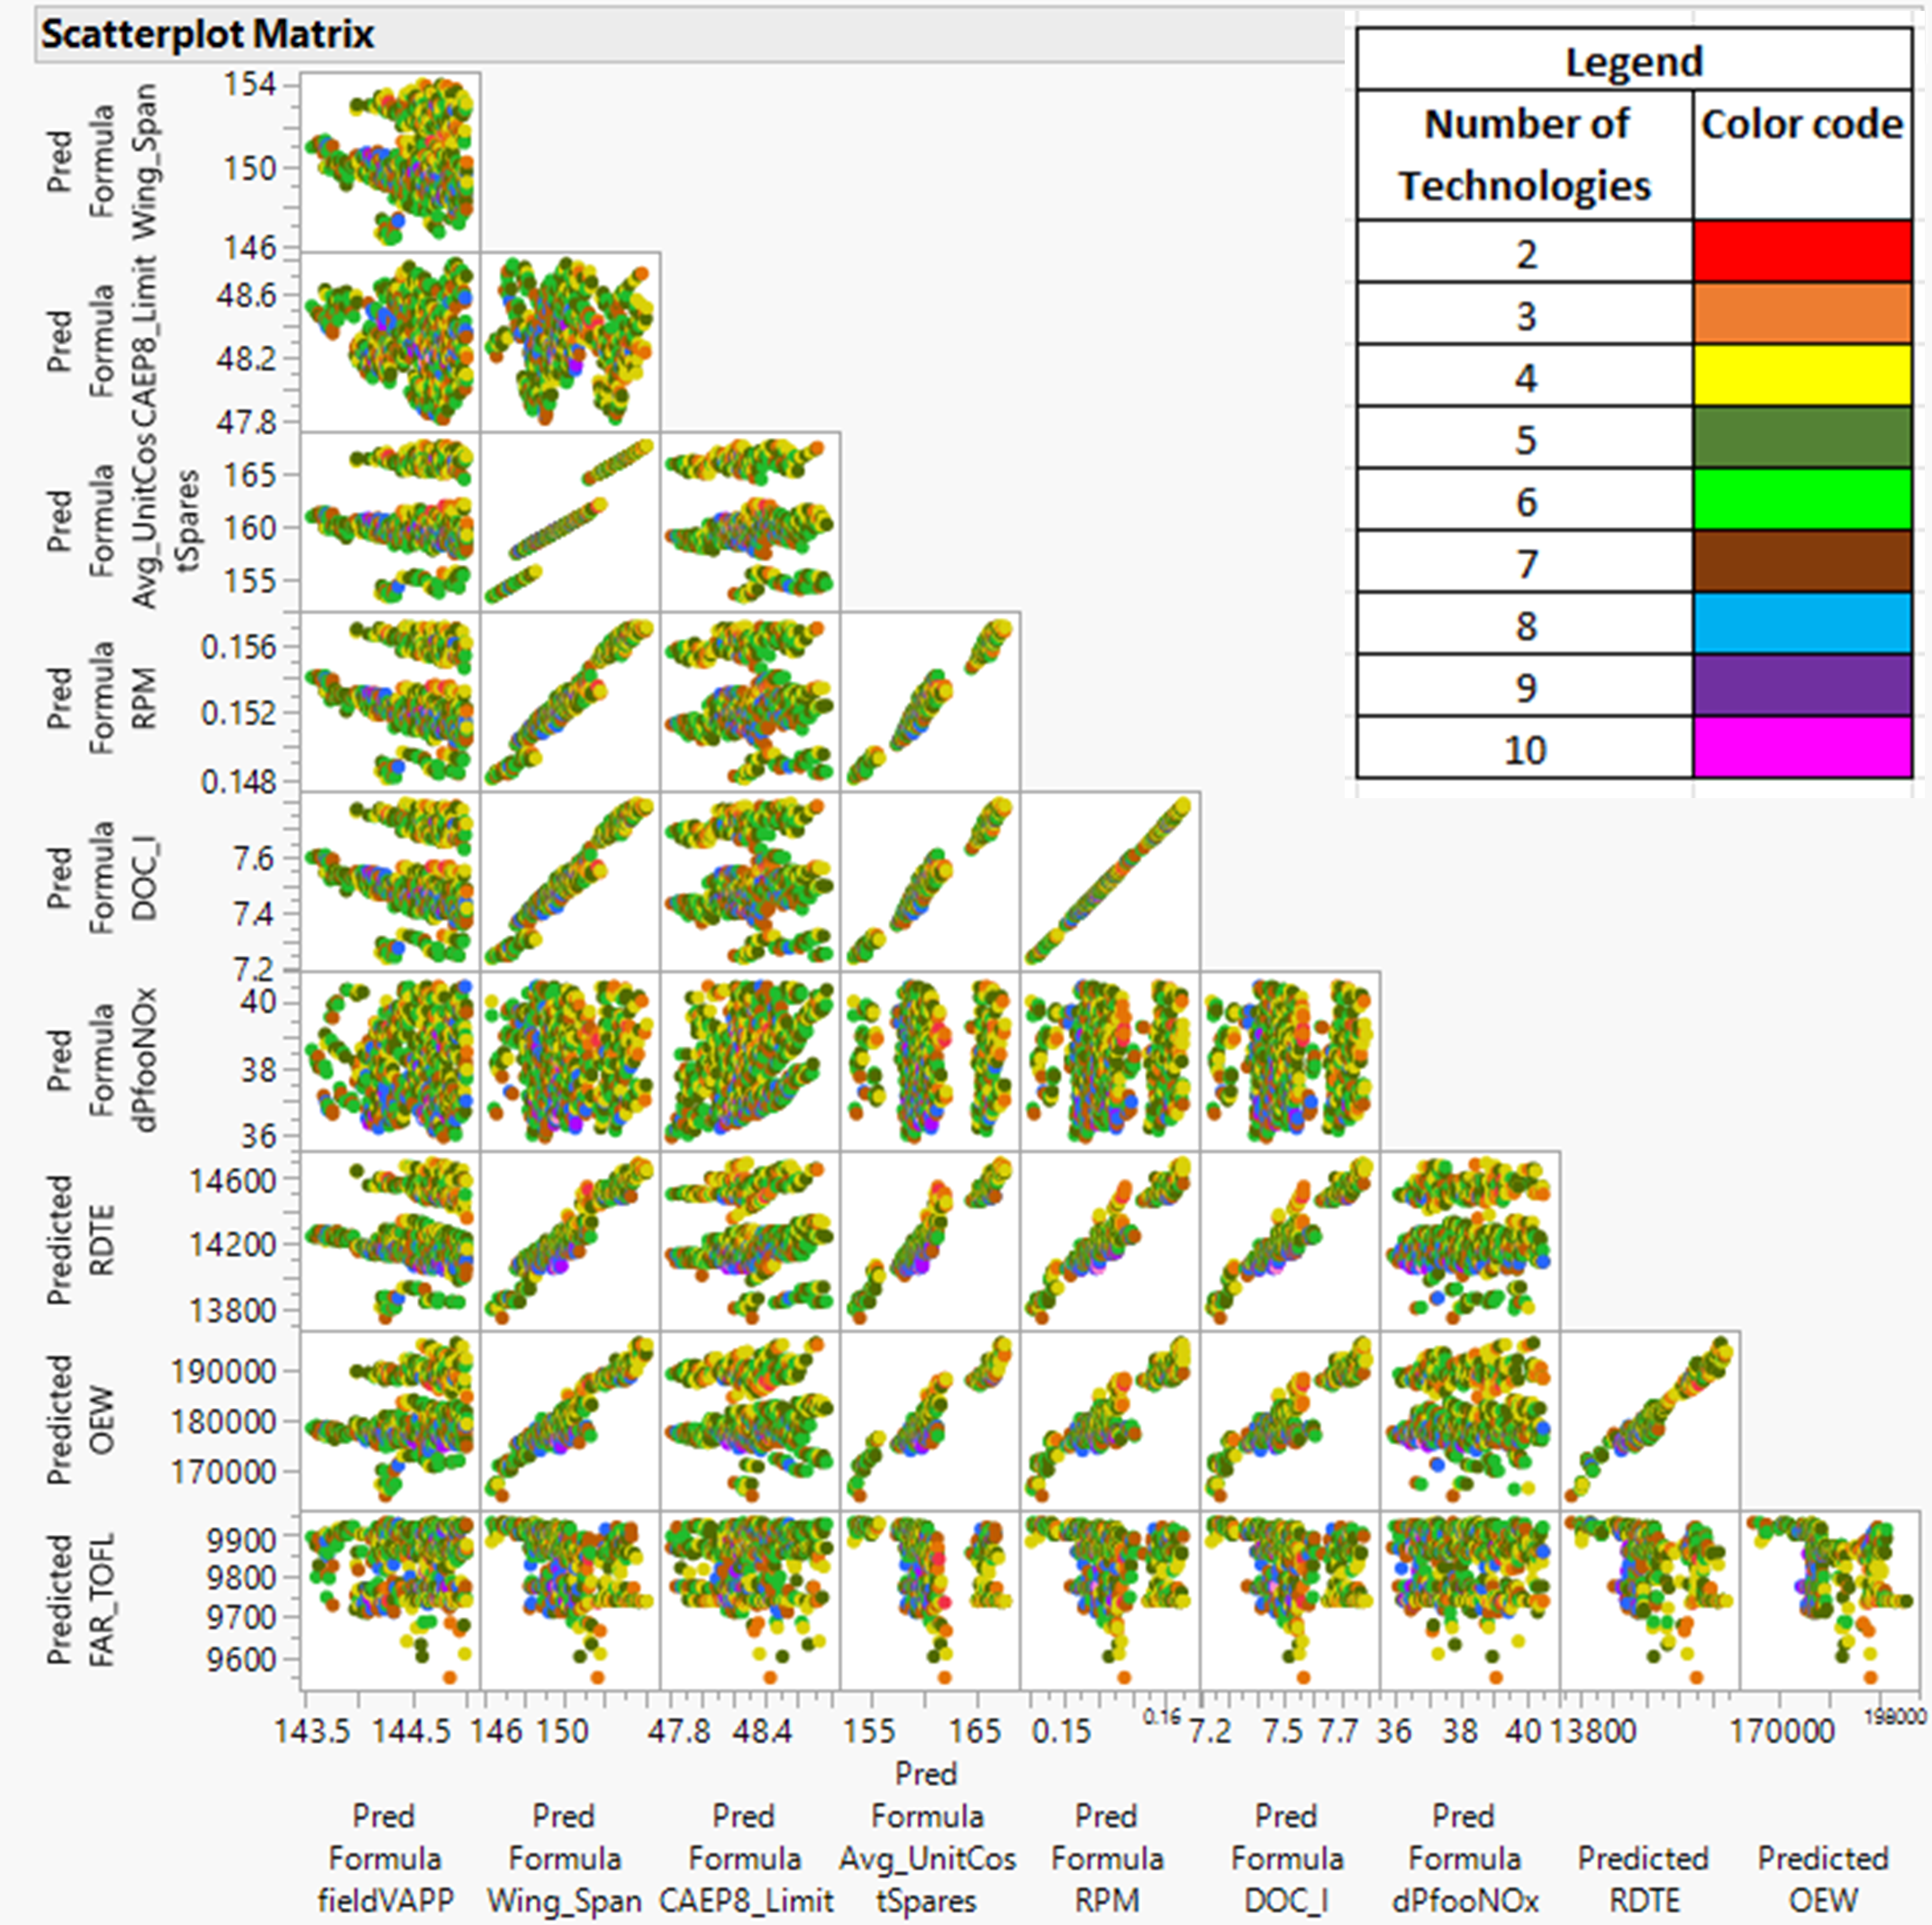 Scatterplot Matrix
Legend
Number of Technologies
Color code
2
3
4
5
6
7
8
9
10
Pred
Formula
Wing_Span
154
150
146
Pred
Formula
CAEP8_Limit
48.6
48.2
47.8
Pred
Formula
Avg_UnitCos
tSpares
165
160
155
Pred
Formula
RPM
0.156
0.152
0.148
Pred
Formula
DOC_I
7.6
7.4
7.2
Pred
Formula
dPfooNOx
40
38
36
Predicted
RDTE
14600
14200
13800
Predicted
OEW
190000
180000
170000
Predicted
FAR_TOFL
9900
9800
9700
9600
143.5 144.5 146 150 47.8 48.4 155 165 0.15 0.16 7.2 7.5 7.7 36 38 40 13800 170000 198000
Pred
Formula
fieldVAPP
Pred
Formula
Wing_Span
Pred
Formula
CAEP8_Limit
Pred
Formula
Avg_UnitCos
tSpares
Pred
Formula
RPM
Pred
Formula
DOC_I
Pred
Formula
dPfooNOx
Predicted
RDTE
Predicted
OEW